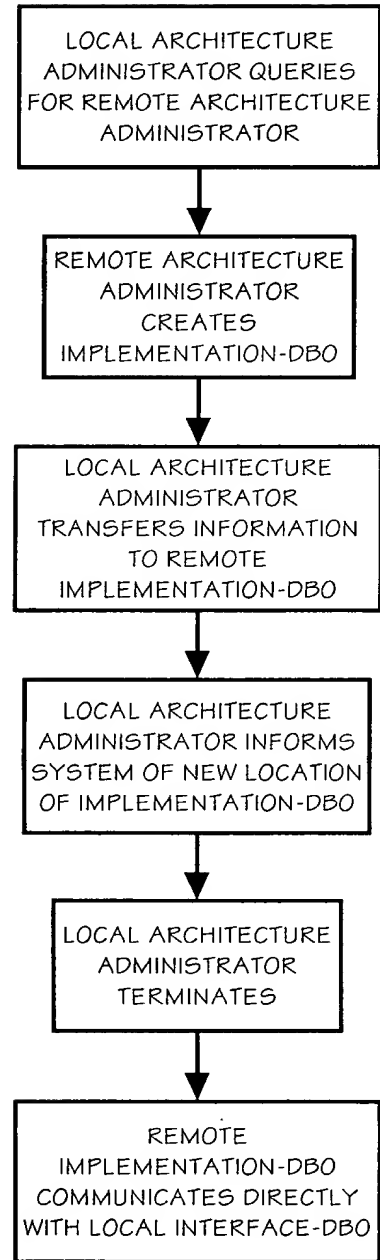 LOCAL ARCHITECTURE
ADMINISTRATOR QUERIES
FOR REMOTE ARCHITECTURE
ADMINISTRATOR
REMOTE ARCHITECTURE
ADMINISTRATOR
CREATES
IMPLEMENTATION-DBO
LOCAL ARCHITECTURE
ADMINISTRATOR
TRANSFERS INFORMATION
TO REMOTE
IMPLEMENTATION-DBO
LOCAL ARCHITECTURE
ADMINISTRATOR INFORMS
SYSTEM OF NEW LOCATION
OF IMPLEMENTATION-DBO
LOCAL ARCHITECTURE
ADMINISTRATOR
TERMINATES
REMOTE
IMPLEMENTATION-DBO
COMMUNICATES DIRECTLY
WITH LOCAL INTERFACE-DBO